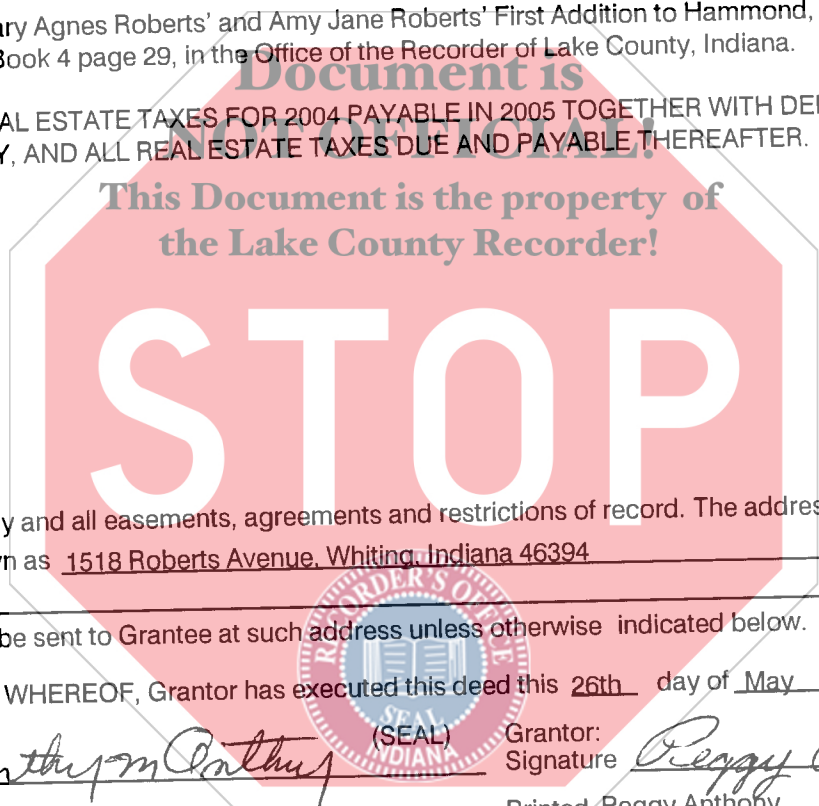 ary Agnes Roberts' and Amy Jane Roberts' First Addition to Hammond,
Book 4 page 29, in the Office of the Recorder of Lake County, Indiana.
Document is
AL ESTATE TAXES FOR 2004 PAYABLE IN 2005 TOGETHER WITH DEL
NOT OFFICIAL!
Y, AND ALL REAL ESTATE TAXES DUE AND PAYABLE THEREAFTER.
This Document is the property of
the Lake County Recorder!
STOP
y and all easements, agreements and restrictions of record. The addres
n as 1518 Roberts Avenue, Whiting, Indiana 46394
RECORDER'S OFFICE
be sent to Grantee at such address unless otherwise indicated below.
WHEREOF, Grantor has executed this deed this 26th day of May
SEAL
INDIANA
(SEAL) Grantor:
Signature Peggy
Printed Peggy Anthony